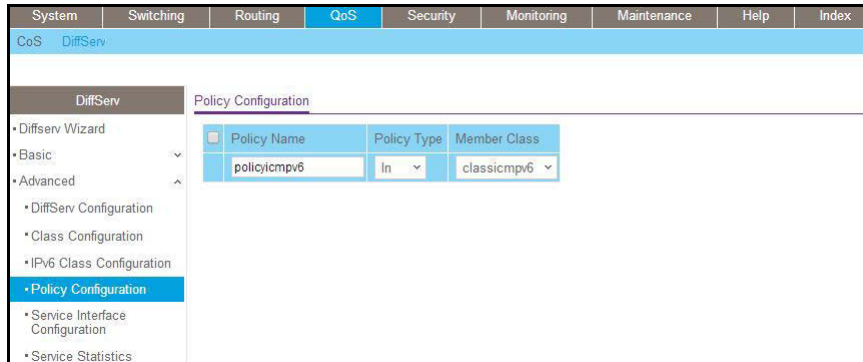 System Switching Routing QoS Security Monitoring Maintenance Help Index
CoS DiffServ
DiffServ
Policy Configuration
Diffserv Wizard
Basic
Advanced
DiffServ Configuration
Class Configuration
IPv6 Class Configuration
Policy Configuration
Service Interface
Configuration
Service Statistics
Policy Name Policy Type Member Class
policyicmpv6 In classicmpv6